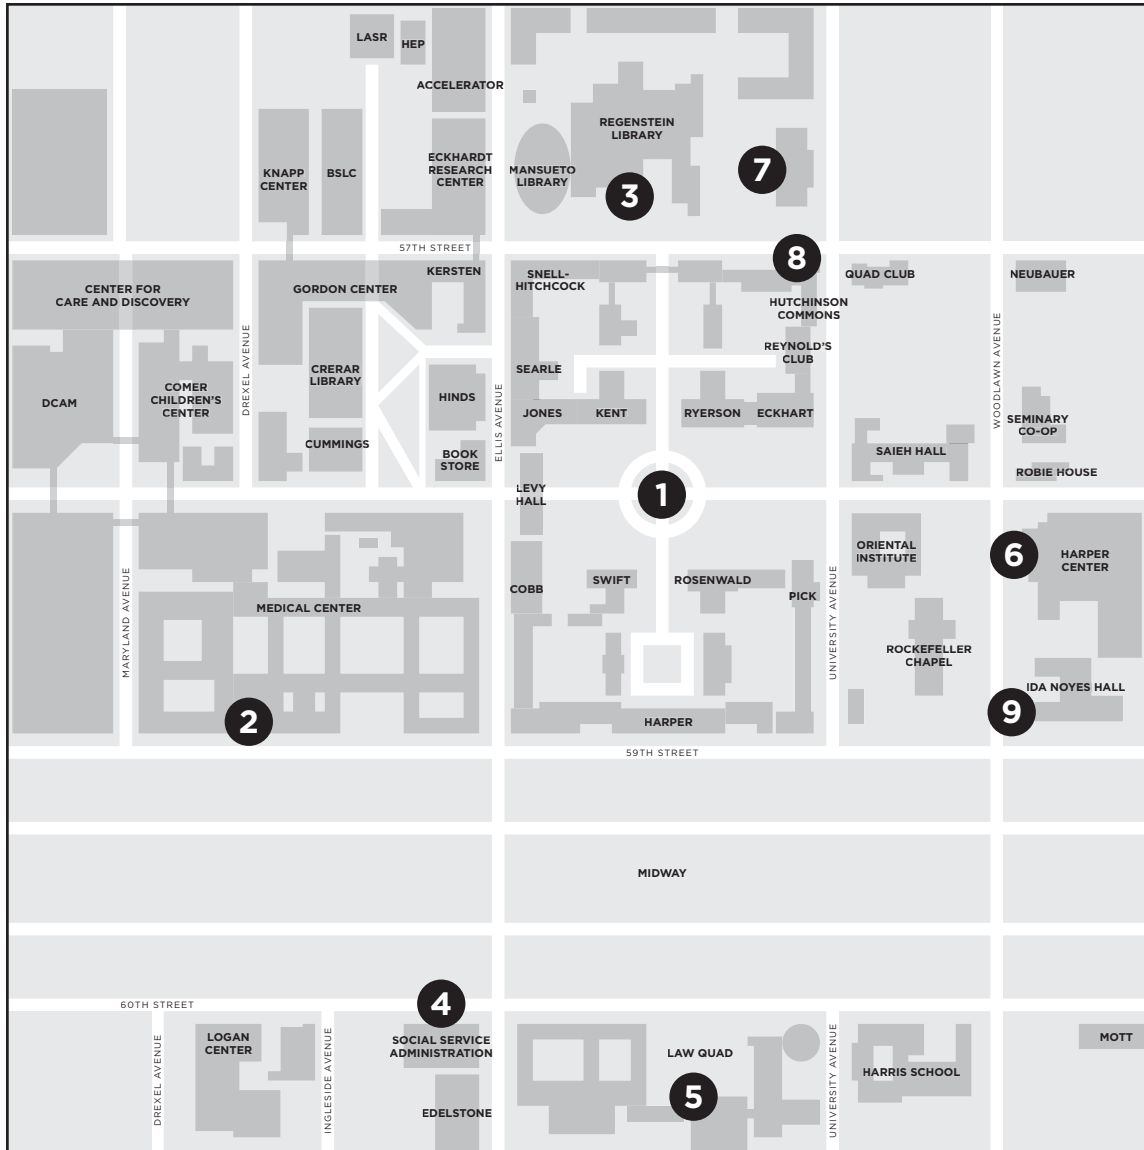 LASR
HEP
ACCELERATOR
REGENSTEIN
LIBRARY
KNAPP
CENTER
BSLC
ECKHARDT
RESEARCH
CENTER
MANSUETO
LIBRARY
7
3
57TH STREET
8
CENTER FOR
CARE AND DISCOVERY
GORDON CENTER
KERSTEN
SNELL-
HITCHCOCK
QUAD CLUB
NEUBAUER
HUTCHINSON
COMMONS
REYNOLD'S
CLUB
DREXEL AVENUE
ELLIS AVENUE
WOODLAWN AVENUE
DCAM
COMER
CHILDREN'S
CENTER
CRERAR
LIBRARY
HINDS
SEARLE
JONES
KENT
RYERSON
ECKHART
CUMMINGS
BOOK
STORE
SEMINARY
CO-OP
SAIEH HALL
ROBIE HOUSE
LEVY
HALL
1
ORIENTAL
INSTITUTE
6
HARPER
CENTER
MARYLAND AVENUE
MEDICAL CENTER
COBB
SWIFT
ROSENWALD
PICK
UNIVERSITY AVENUE
ROCKEFELLER
CHAPEL
IDA NOYES HALL
2
HARPER
9
59TH STREET
MIDWAY
60TH STREET
4
DREXEL AVENUE
LOGAN
CENTER
INGLESIDE AVENUE
SOCIAL SERVICE
ADMINISTRATION
LAW QUAD
UNIVERSITY AVENUE
HARRIS SCHOOL
MOTT
5
EDELSTONE